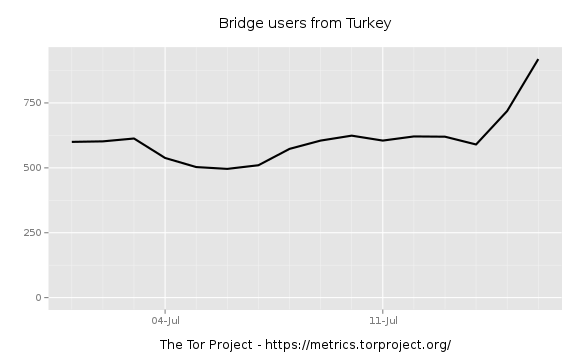 Bridge users from Turkey
750
500
250
0
04-Jul 11-Jul
The Tor Project - https://metrics.torproject.org/